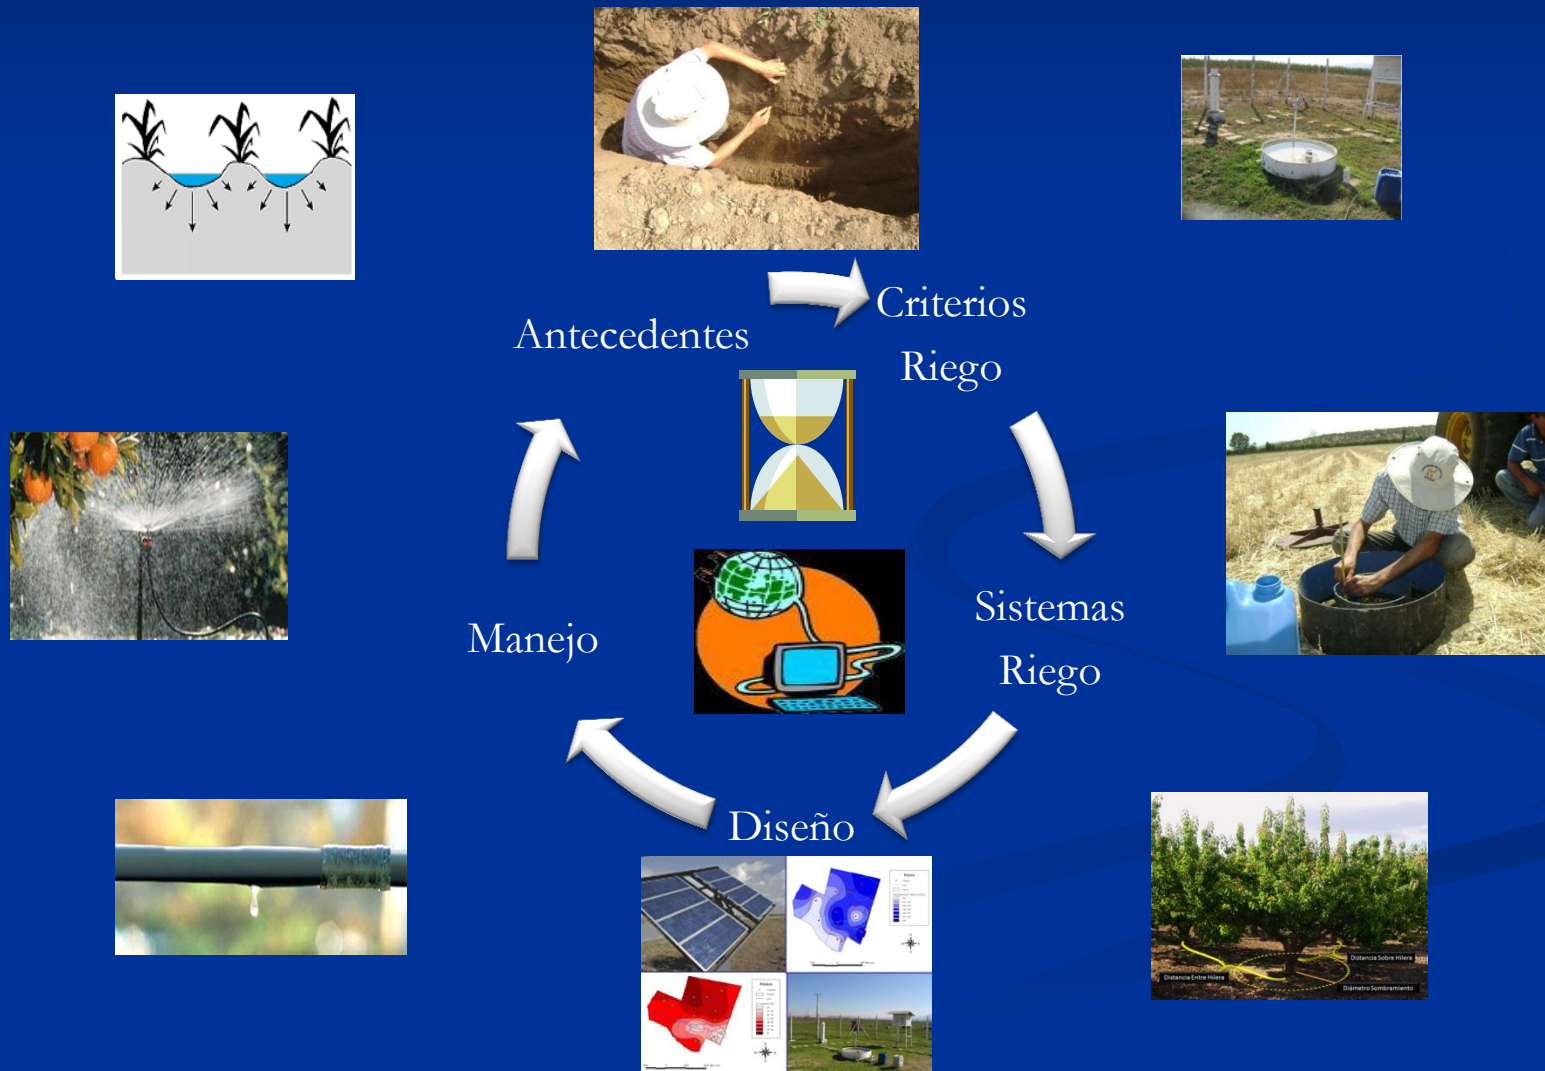 Antecedentes
Criterios
Riego
Sistemas
Riego
Manejo
Diseño
Distancia Sobre Hilera
Distancia Entre Hilera
Diámetro Sombramiento